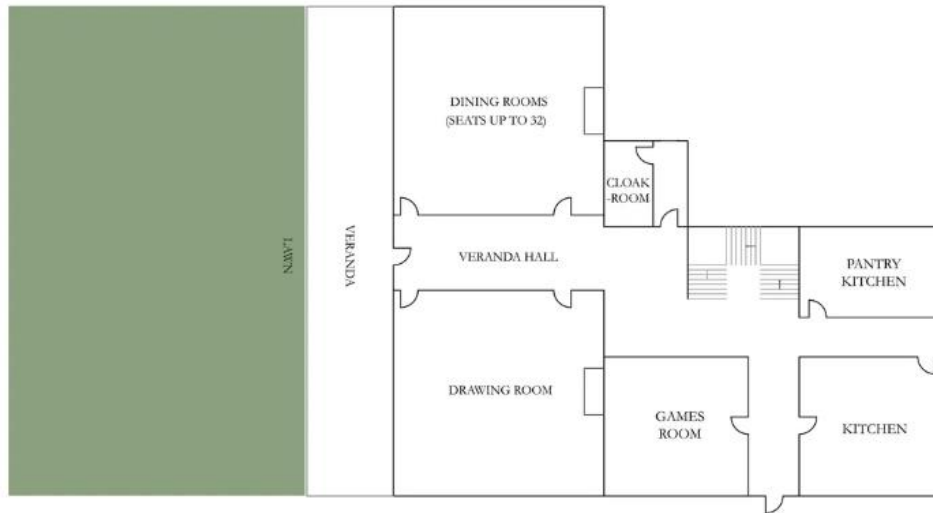 DINING ROOMS
(SEATS UP TO 32)
CLOAK
-ROOM
LAWN
VERANDA
VERANDA HALL
PANTRY
KITCHEN
DRAWING ROOM
GAMES
ROOM
KITCHEN